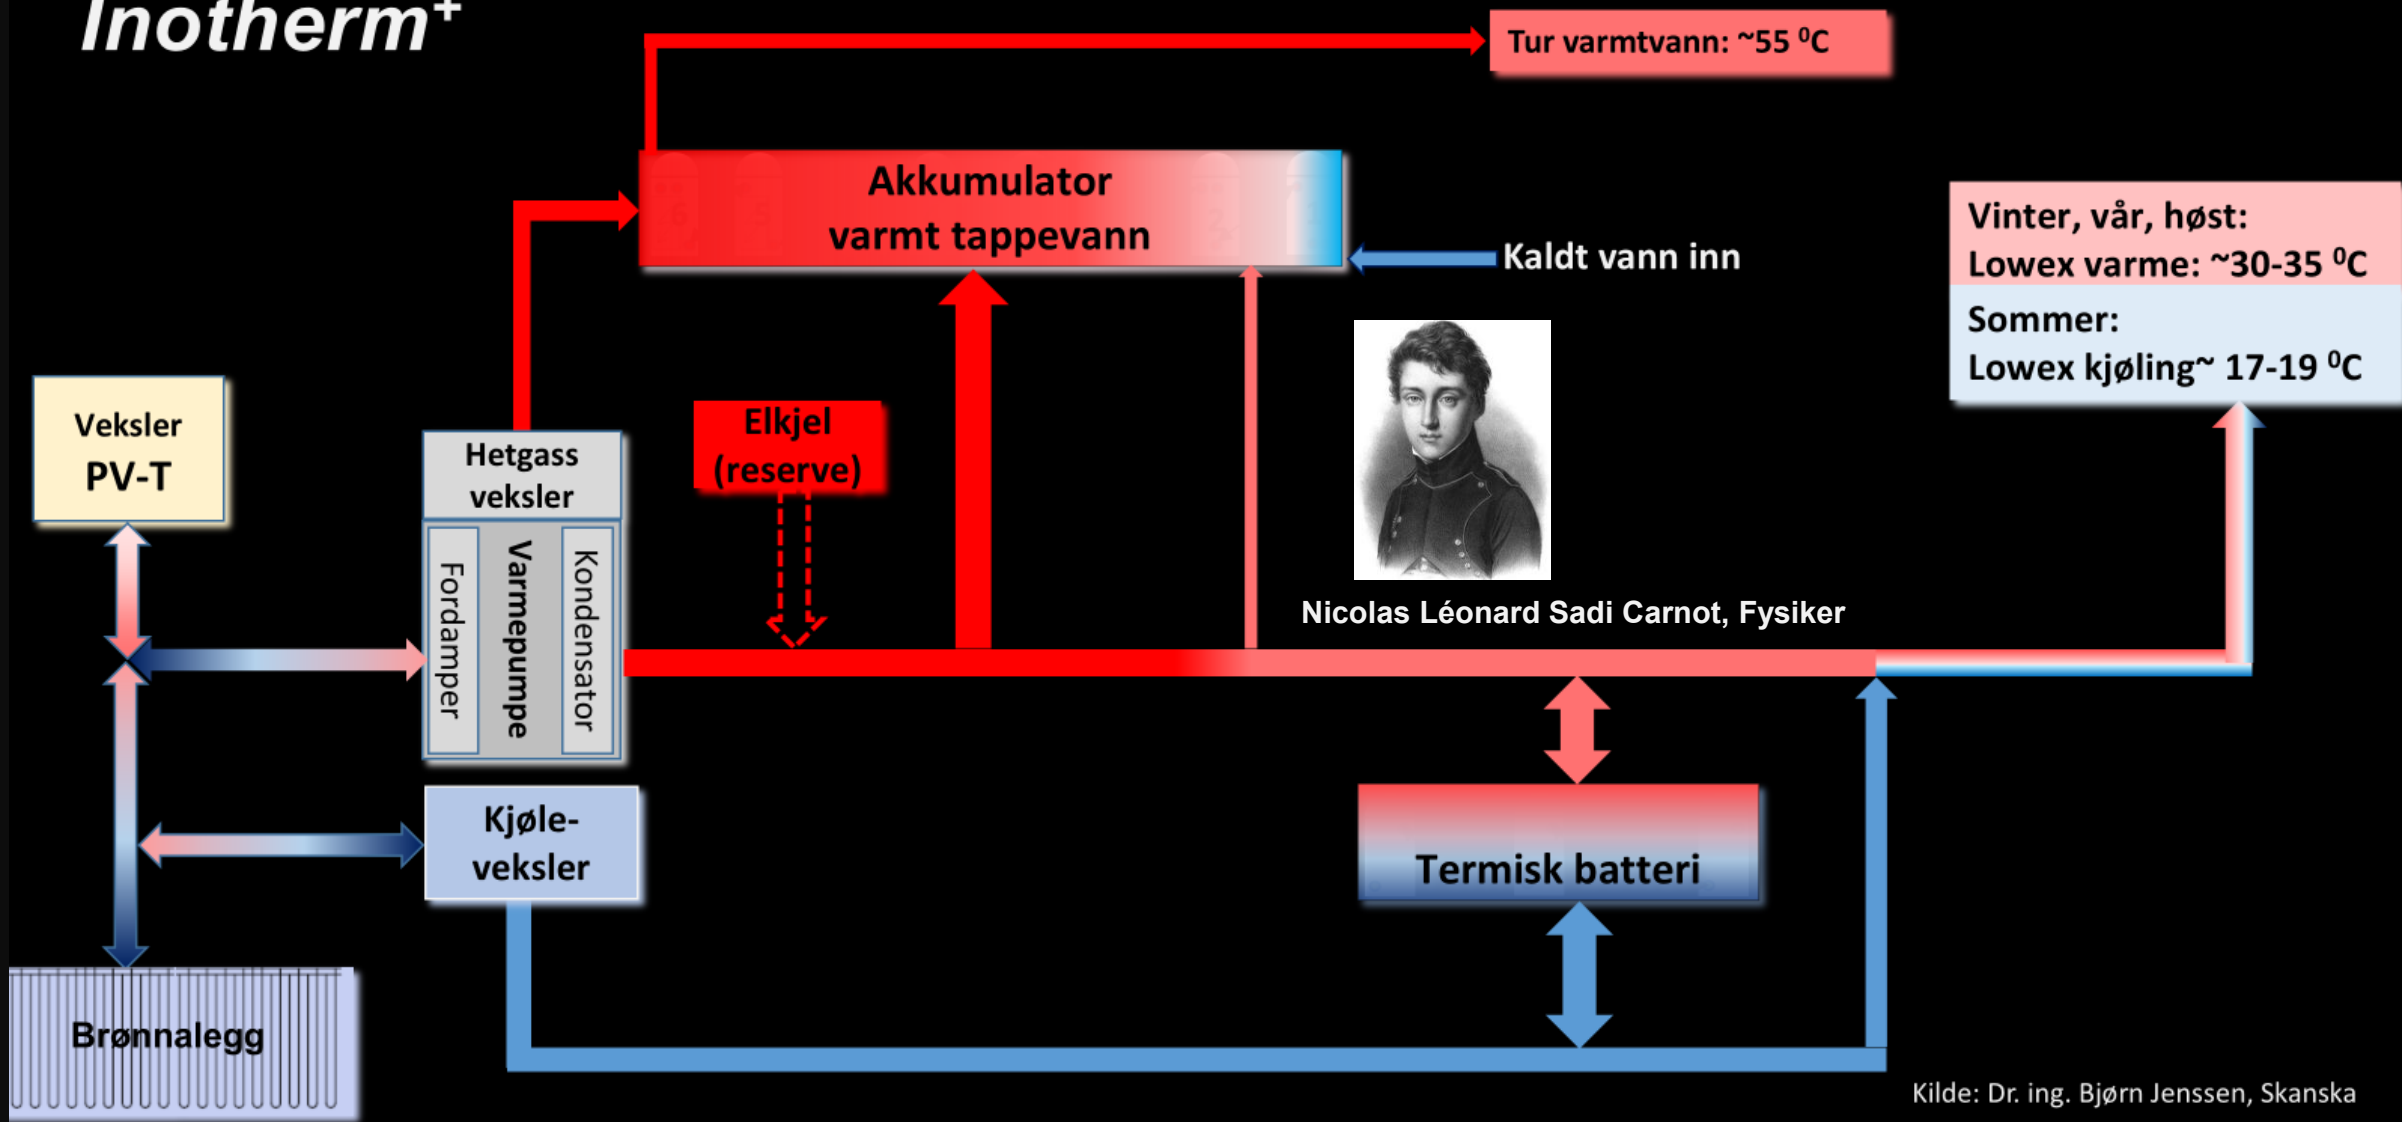 Inotherm+
Tur varmtvann: ~55 ⁰C
Akkumulator
varmt tappevann
Kaldt vann inn
Vinter, vår, høst:
Lowex varme: ~30-35 ⁰C
Sommer:
Lowex kjøling~ 17-19 ⁰C
Veksler
PV-T
Hetgass
veksler
Fordamper
Varmepumpe
Kondensator
Elkjel
(reserve)
Nicolas Léonard Sadi Carnot, Fysiker
Kjøle-
veksler
Termisk batteri
Brønnalegg
Kilde: Dr. ing. Bjørn Jenssen, Skanska